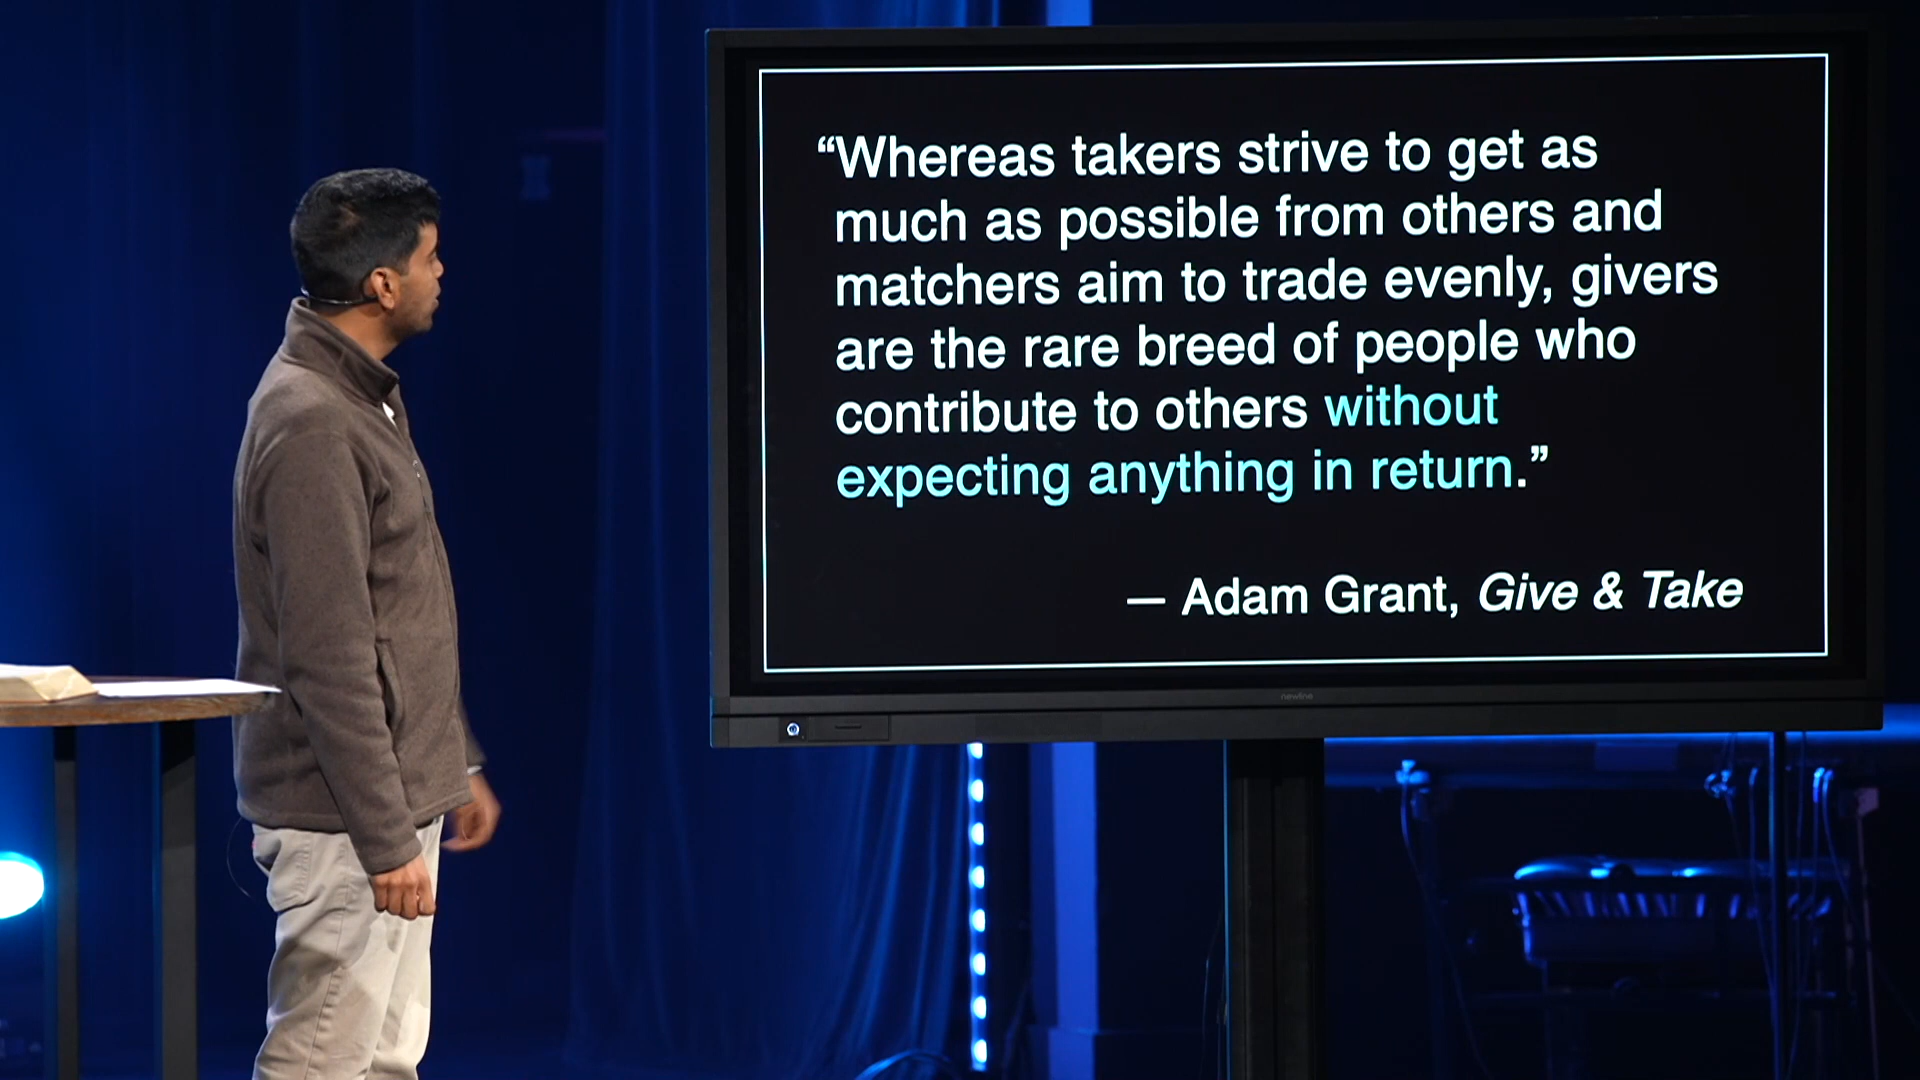 “Whereas takers strive to get as
much as possible from others and
matchers aim to trade evenly, givers
are the rare breed of people who
contribute to others without
expecting anything in return.”
— Adam Grant, Give & Take
newline